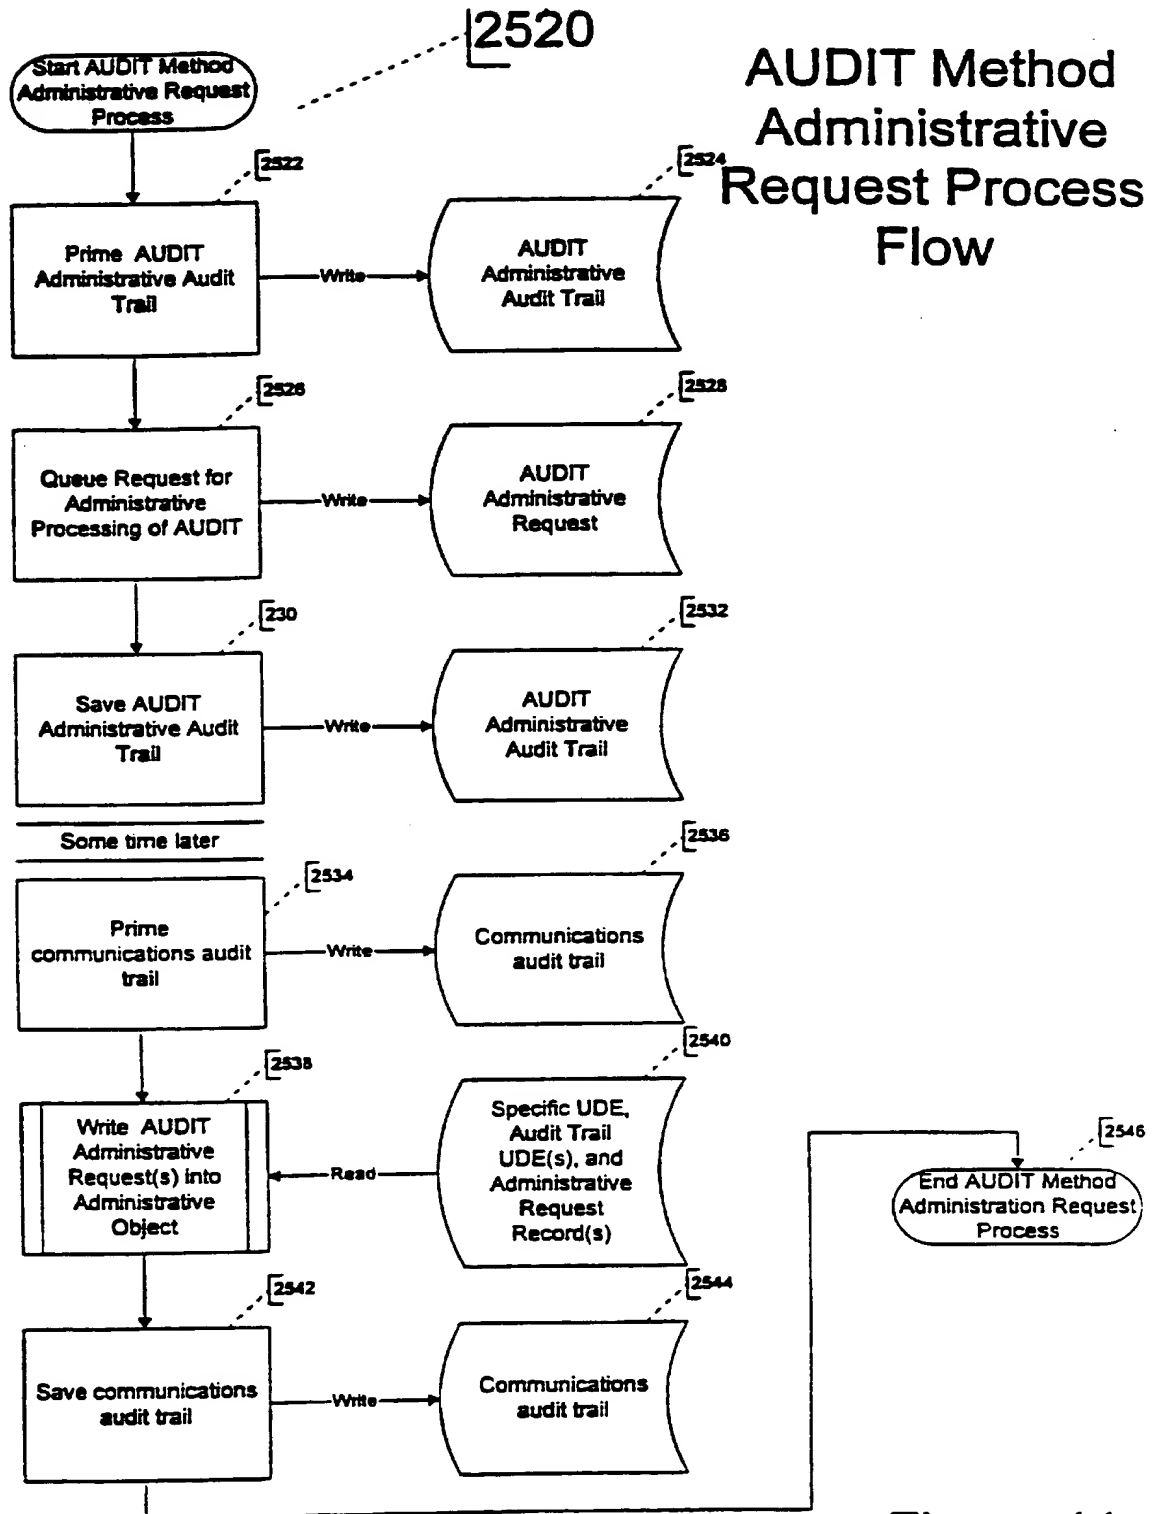 2520
AUDIT Method
Administrative
Request Process
Flow
Start AUDIT Method
Administrative Request
Process
2522
Prime AUDIT
Administrative Audit
Trail
Write
2524
AUDIT
Administrative
Audit Trail
2526
Queue Request for
Administrative
Processing of AUDIT
Write
2528
AUDIT
Administrative
Request
230
Save AUDIT
Administrative Audit
Trail
Write
2532
AUDIT
Administrative
Audit Trail
Some time later
2534
Prime
communications audit
trail
Write
2536
Communications
audit trail
2538
Write AUDIT
Administrative
Request(s) into
Administrative
Object
Read
2540
Specific UDE,
Audit Trail
UDE(s), and
Administrative
Request
Record(s)
2542
Save communications
audit trail
Write
2544
Communications
audit trail
2546
End AUDIT Method
Administration Request
Process